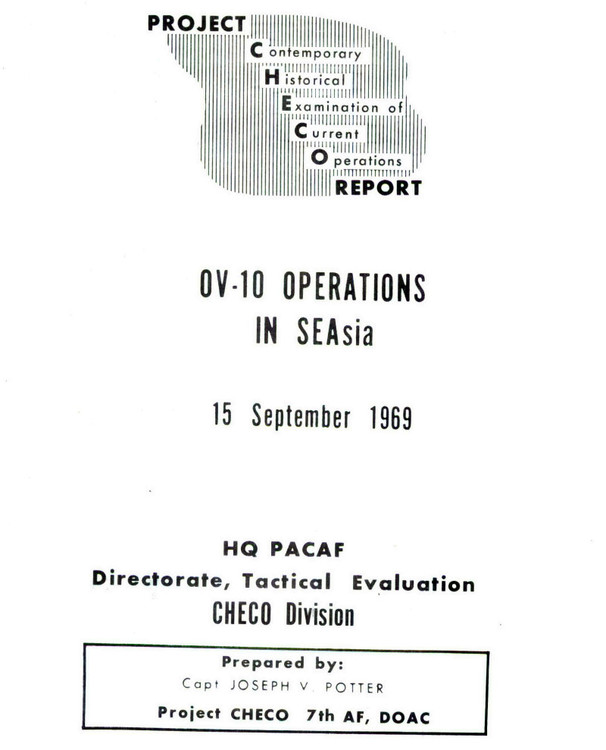 PROJECT
Contemporary
Historical
Examination of
Current
Operations
REPORT
OV-10 OPERATIONS
IN SEAsia
15 September 1969
HQ PACAF
Directorate, Tactical Evaluation
CHECO Division
Prepared by:
Capt JOSEPH V. POTTER
Project CHECO 7th AF, DOAC